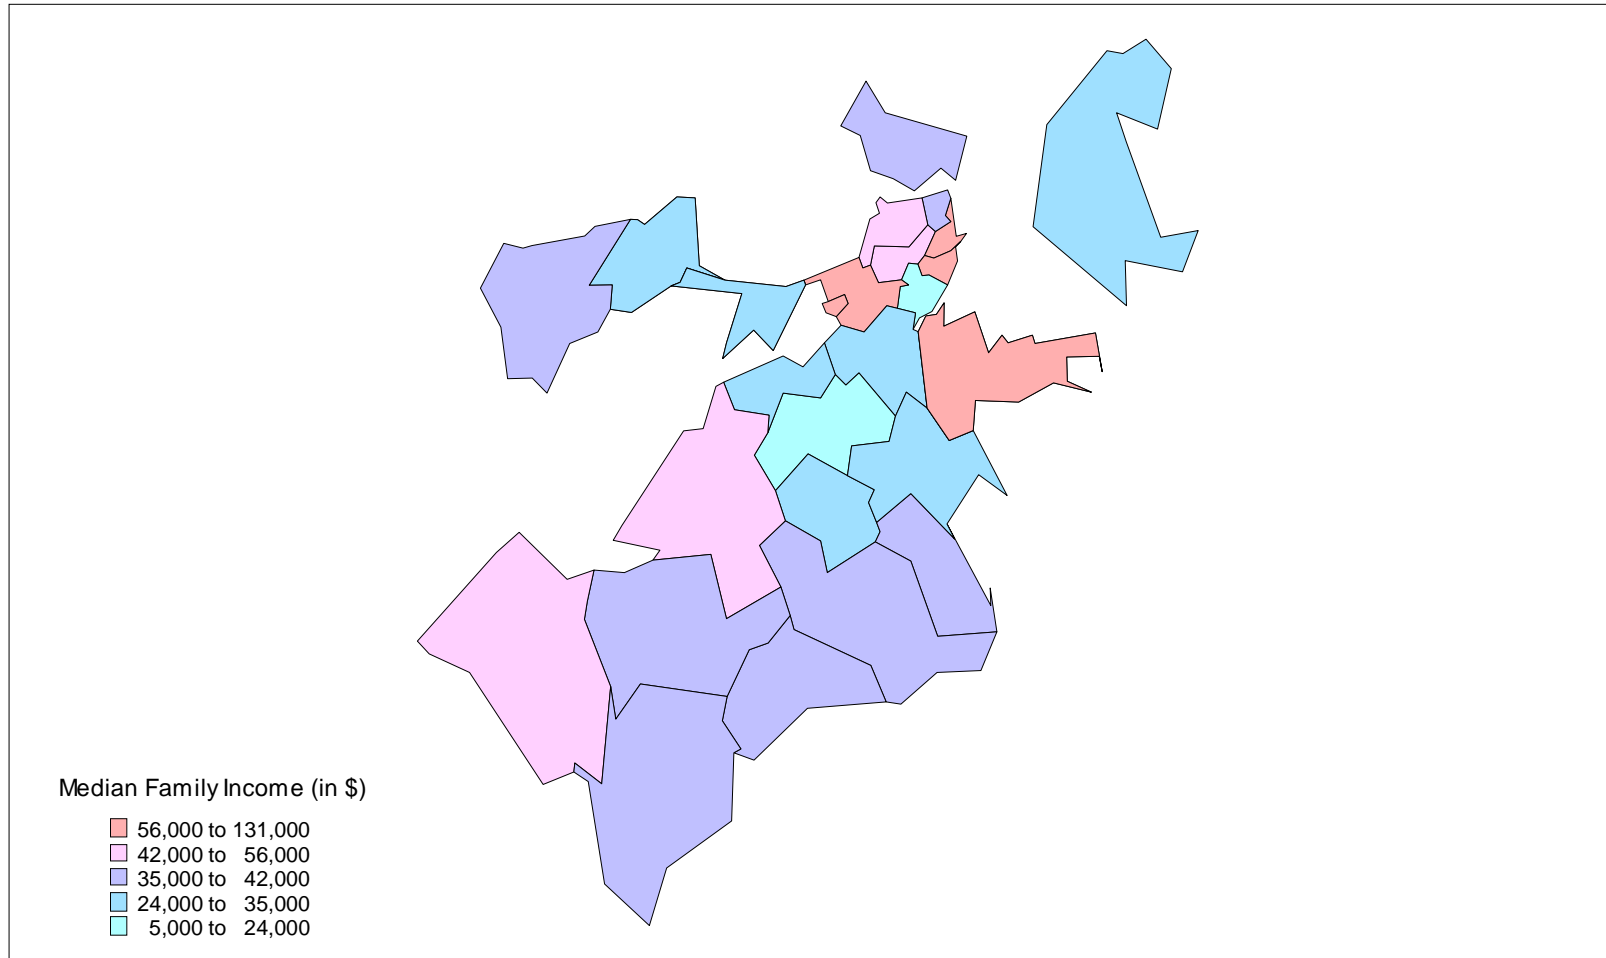 Median Family Income (in $)
56,000 to 131,000
42,000 to 56,000
35,000 to 42,000
24,000 to 35,000
5,000 to 24,000